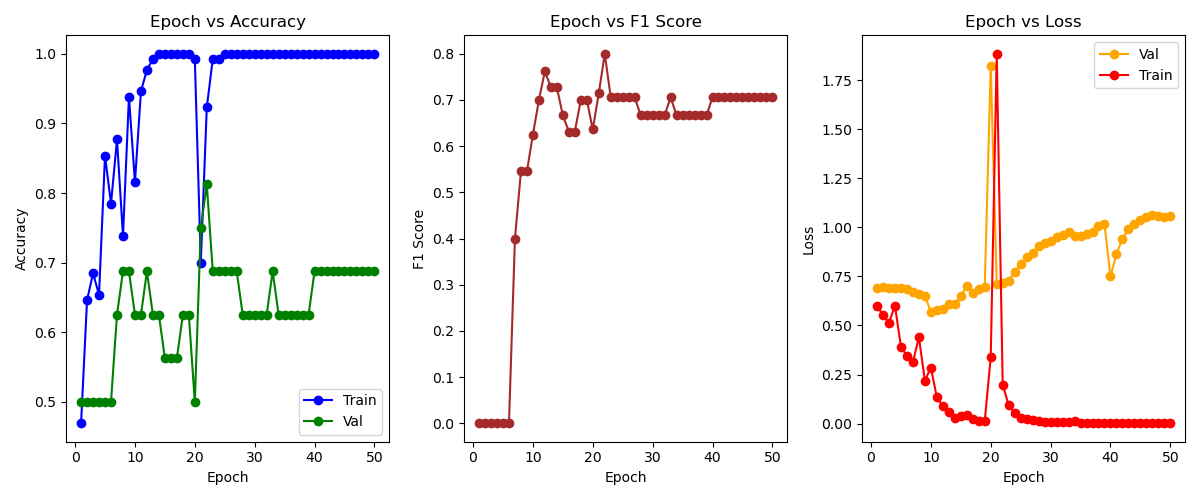 Epoch vs Accuracy
Accuracy
1.0
0.9
0.8
0.7
0.6
0.5
0 10 20 30 40 50
Epoch
Train
Val
Epoch vs F1 Score
F1 Score
0.8
0.7
0.6
0.5
0.4
0.3
0.2
0.1
0.0
0 10 20 30 40 50
Epoch
Epoch vs Loss
Loss
1.75
1.50
1.25
1.00
0.75
0.50
0.25
0.00
0 10 20 30 40 50
Epoch
Val
Train